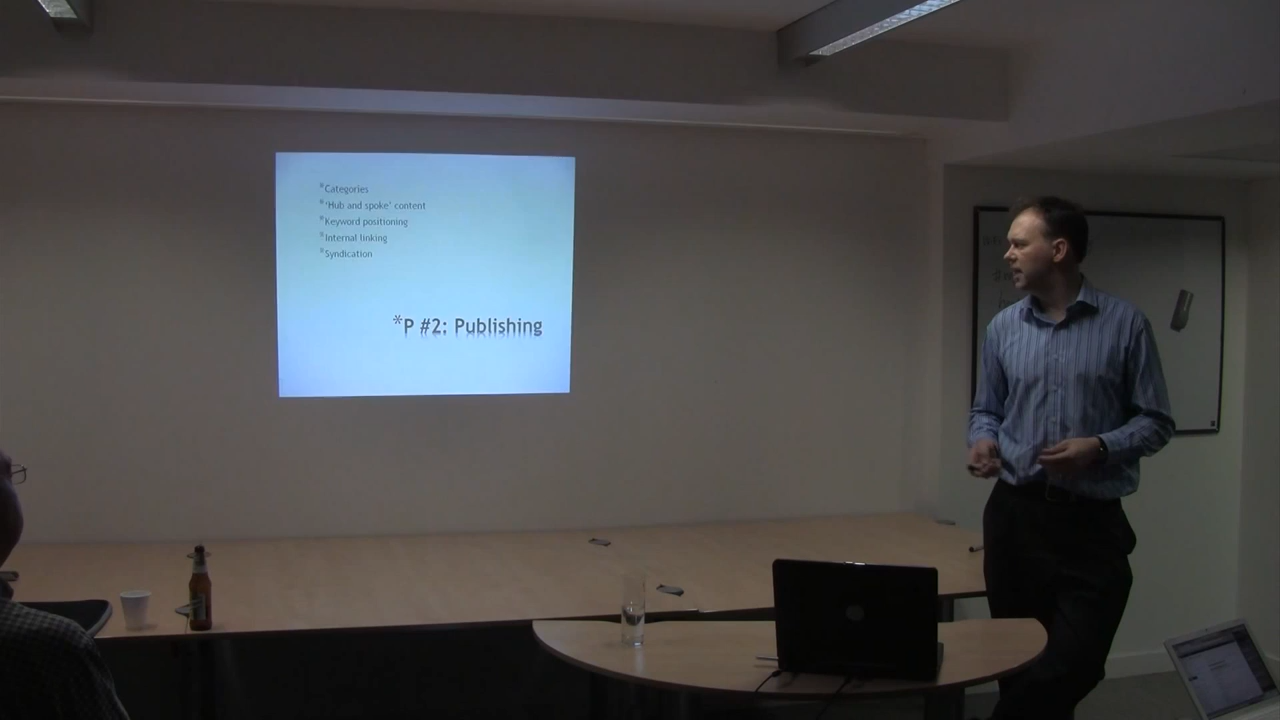 *Categories
*'Hub and spoke' content
*Keyword positioning
*Internal linking
*Syndication
*P #2: Publishing